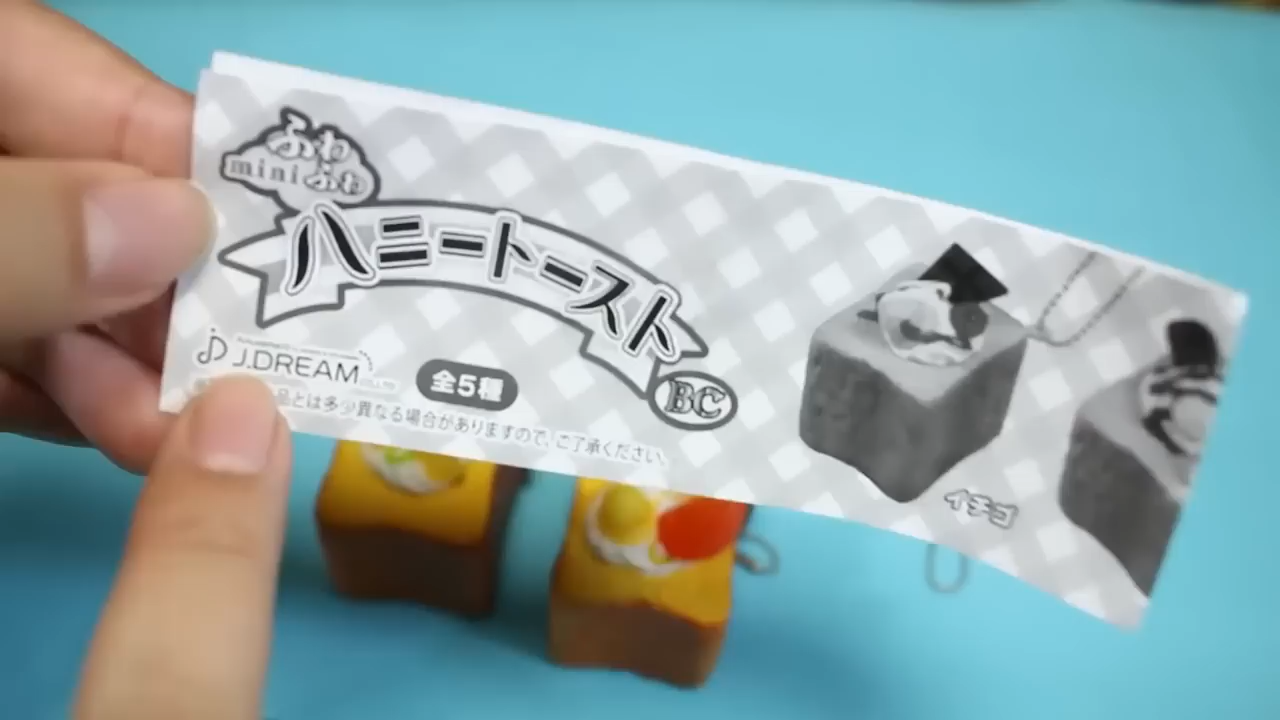 ふわ
mini ふわ
ハニートースト
J.DREAM
全5種
BC
品とは多少異なる場合がありますので、ご了承ください。
イチゴ